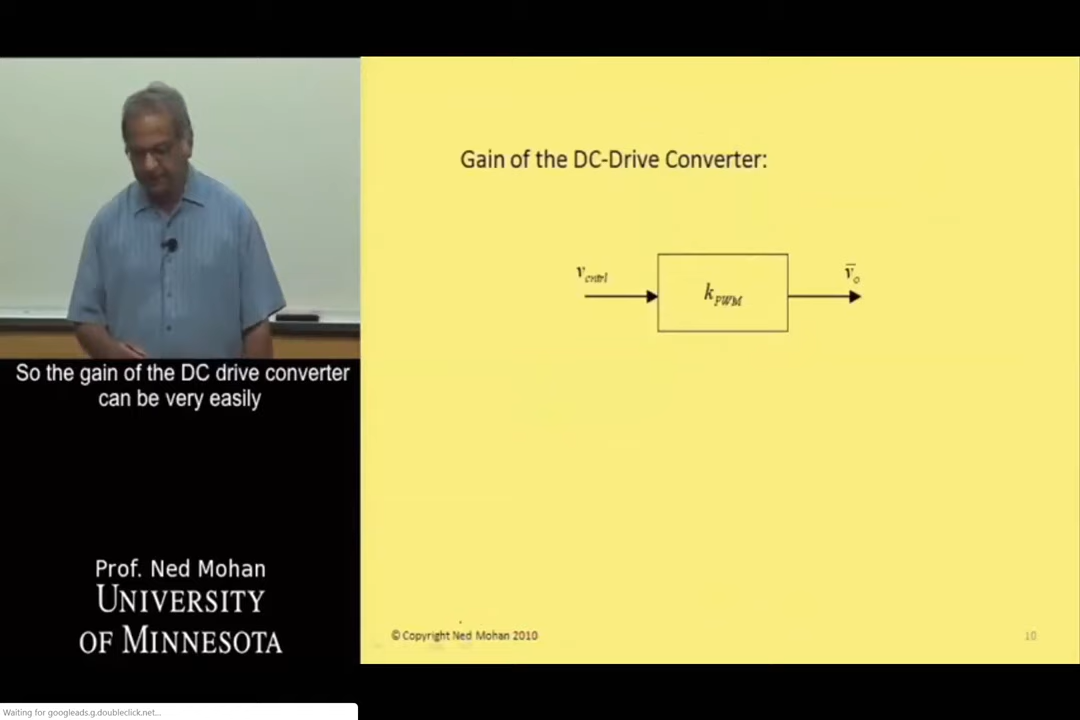 Gain of the DC-Drive Converter:
v_cntrl
k_PWM
v̄_o
So the gain of the DC drive converter
can be very easily
Prof. Ned Mohan
UNIVERSITY
OF MINNESOTA
© Copyright Ned Mohan 2010
10
Waiting for googleads.g.doubleclick.net...